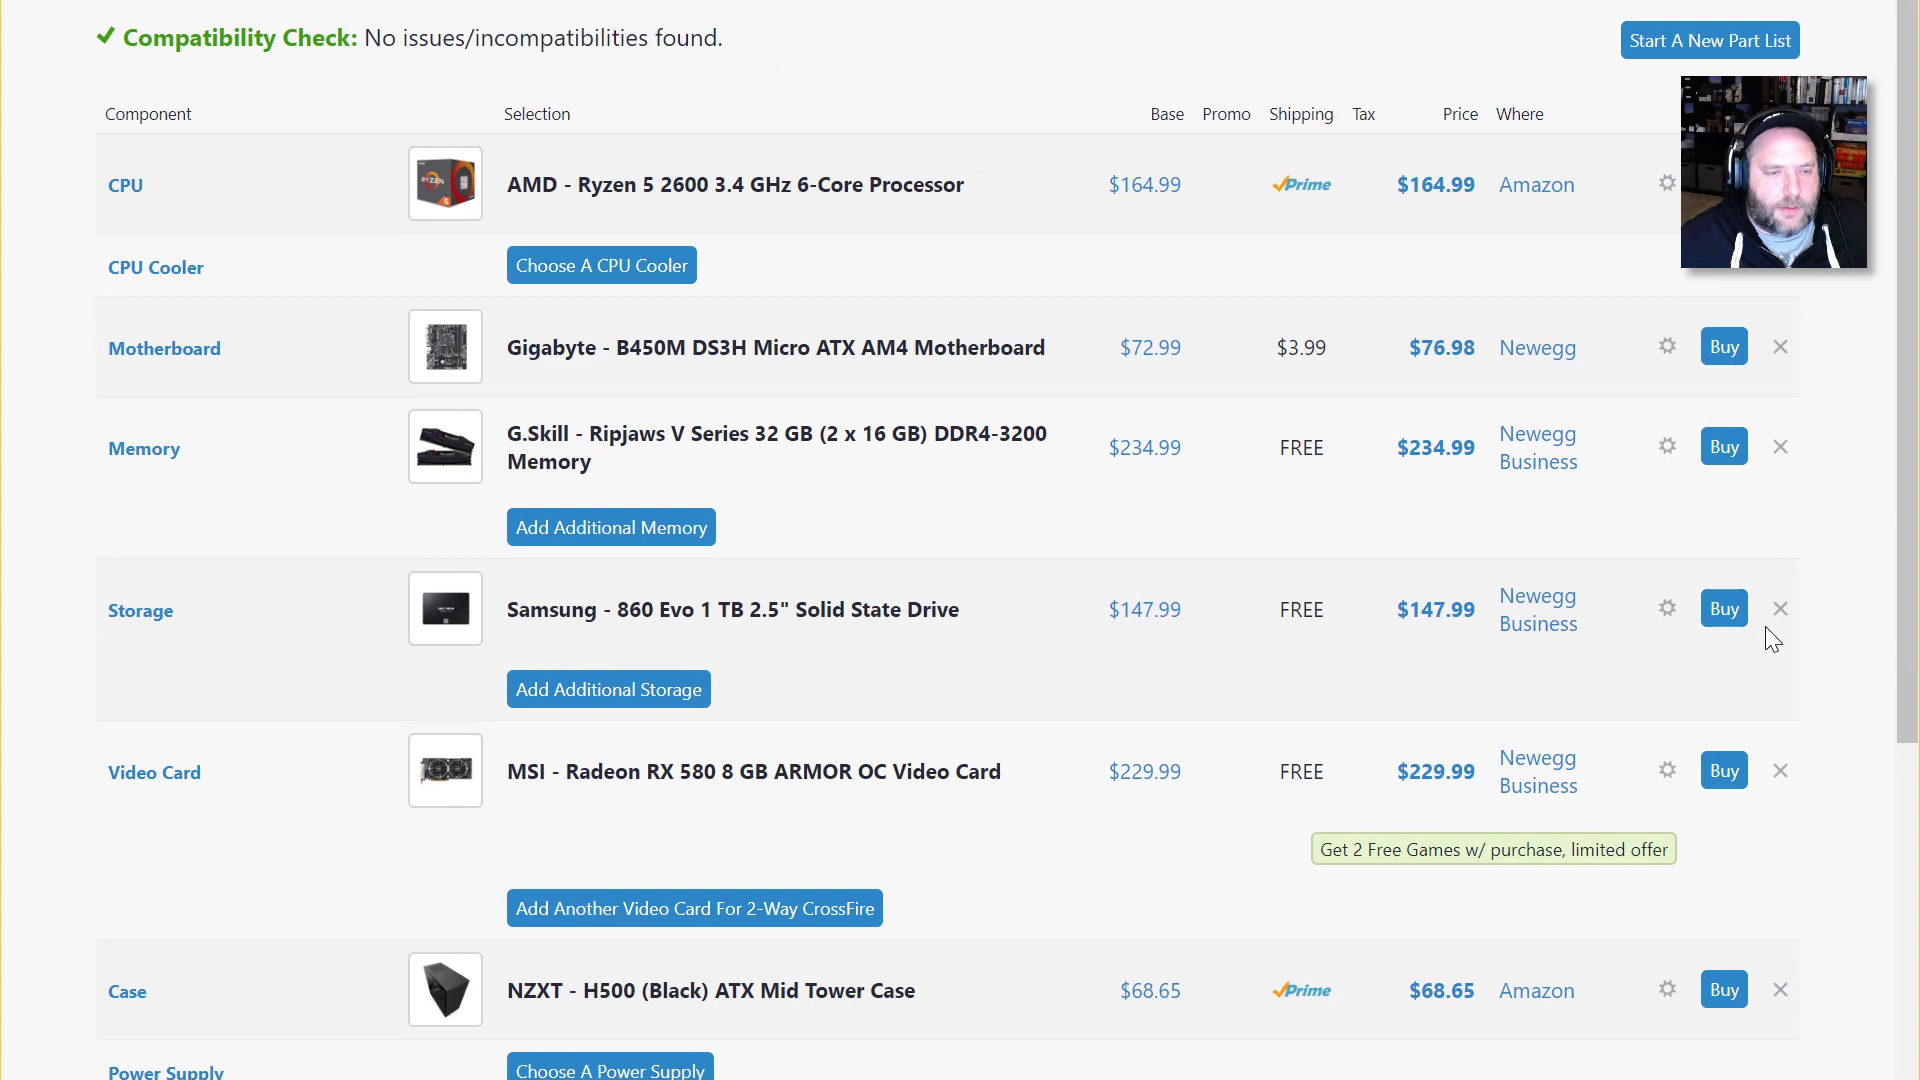 Compatibility Check: No issues/incompatibilities found.
Start A New Part List
Component Selection Base Promo Shipping Tax Price Where
CPU AMD - Ryzen 5 2600 3.4 GHz 6-Core Processor $164.99 Prime $164.99 Amazon
RYZEN
CPU Cooler Choose A CPU Cooler
Motherboard Gigabyte - B450M DS3H Micro ATX AM4 Motherboard $72.99 $3.99 $76.98 Newegg Buy
G.Skill - Ripjaws V Series 32 GB (2 x 16 GB) DDR4-3200 Newegg
Memory $234.99 FREE $234.99 Buy
Memory Business
Add Additional Memory
Newegg
Storage Samsung - 860 Evo 1 TB 2.5" Solid State Drive $147.99 FREE $147.99 Buy
Business
Add Additional Storage
Newegg
Video Card MSI - Radeon RX 580 8 GB ARMOR OC Video Card $229.99 FREE $229.99 Buy
Business
Get 2 Free Games w/ purchase, limited offer
Add Another Video Card For 2-Way CrossFire
Case NZXT - H500 (Black) ATX Mid Tower Case $68.65 Prime $68.65 Amazon Buy
Power Supply Choose A Power Supply